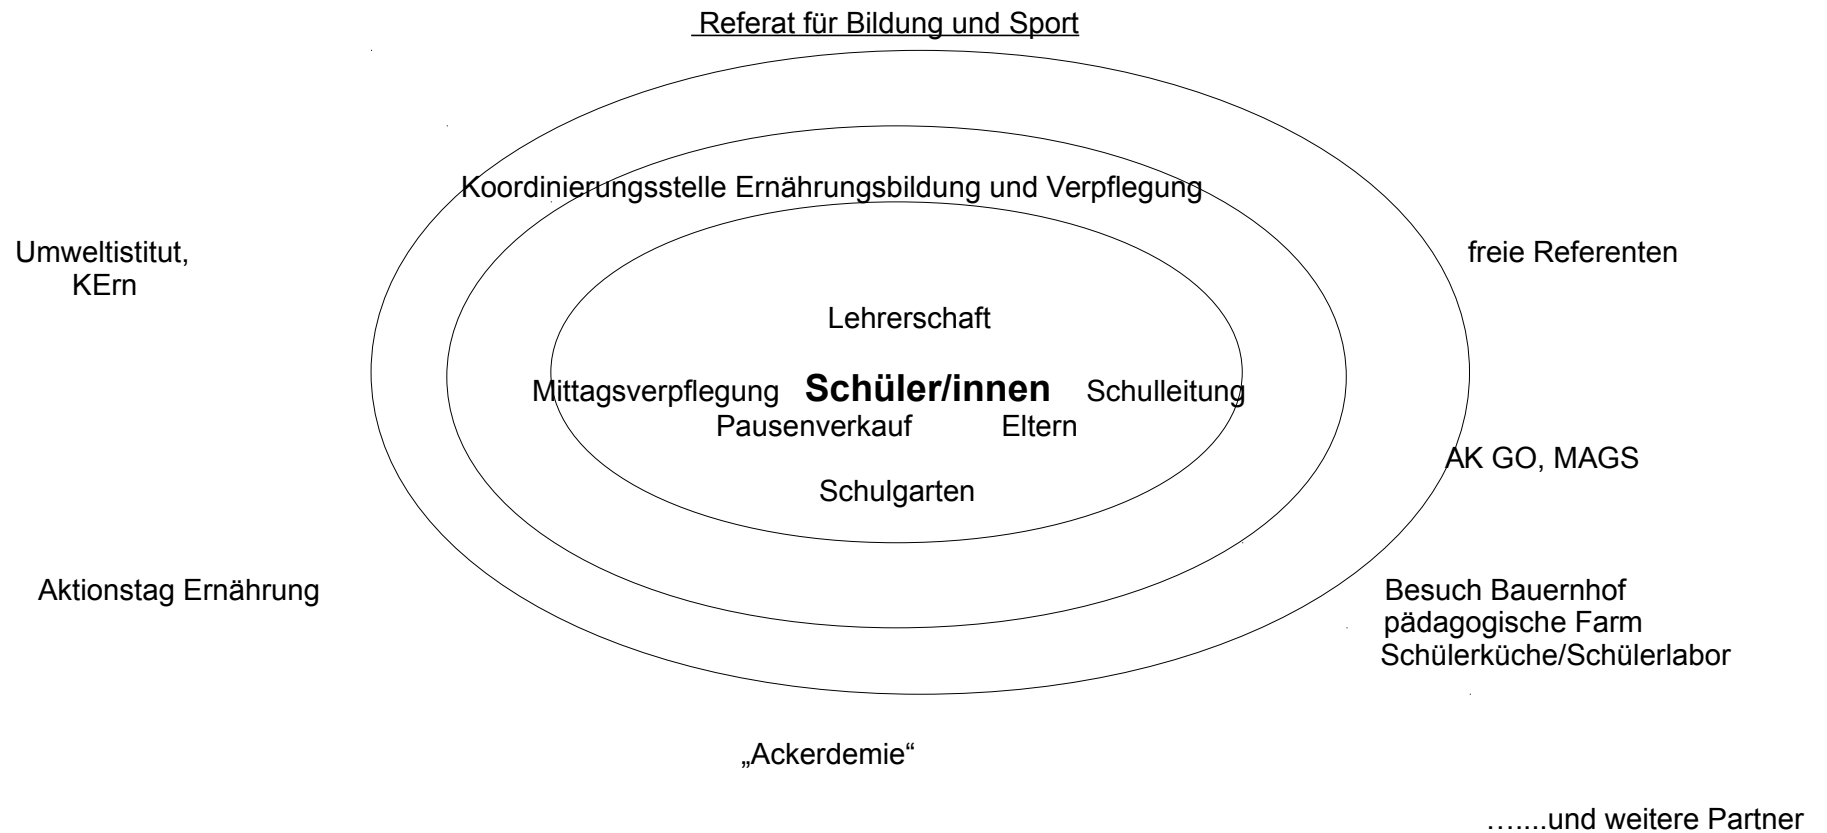 Referat für Bildung und Sport
Koordinierungsstelle Ernährungsbildung und Verpflegung
Umweltistitut,
KErn
freie Referenten
Lehrerschaft
Mittagsverpflegung Schüler/innen Schulleitung
Pausenverkauf Eltern
AK GO, MAGS
Schulgarten
Aktionstag Ernährung
Besuch Bauernhof
pädagogische Farm
Schülerküche/Schülerlabor
„Ackerdemie“
…....und weitere Partner